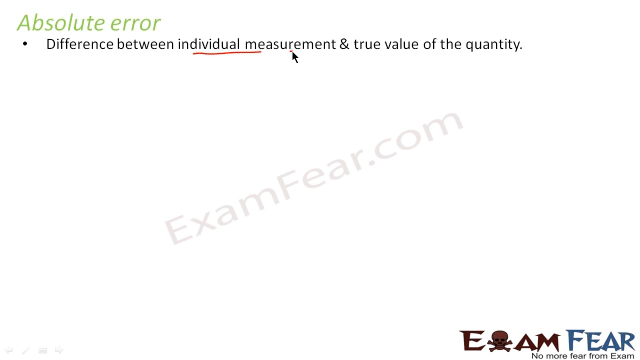 Absolute error
• Difference between individual measurement & true value of the quantity.
ExamFear.com
EXAM FEAR
No more fear from Exam